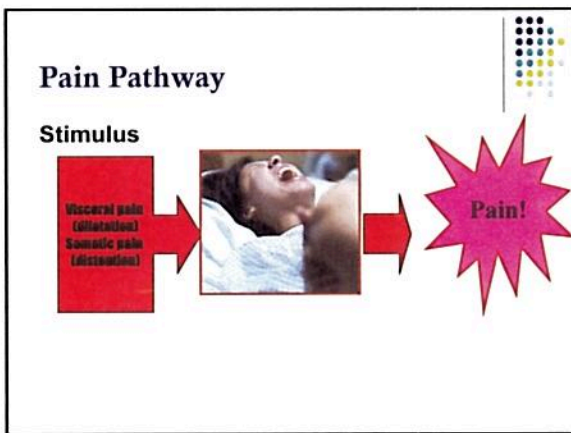 Pain Pathway
Stimulus
Visceral pain
(dilatation)
Somatic pain
(distention)
Pain!